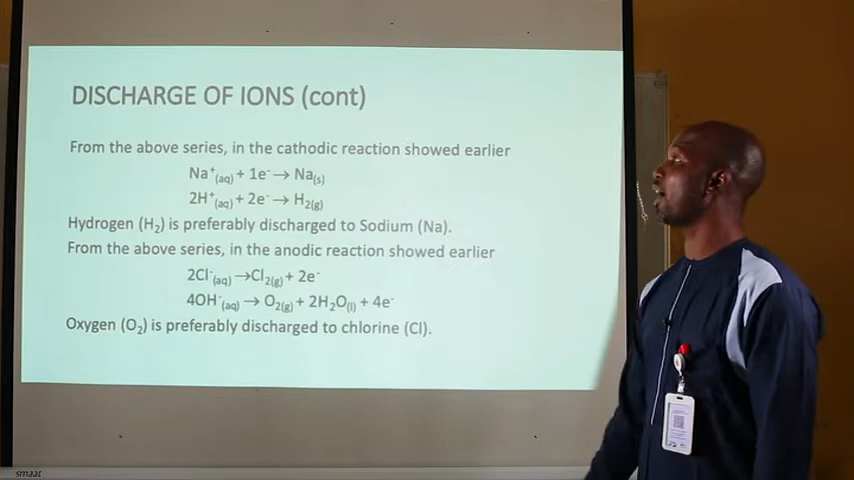 DISCHARGE OF IONS (cont)
From the above series, in the cathodic reaction showed earlier
Na⁺(aq) + 1e⁻ → Na(s)
2H⁺(aq) + 2e⁻ → H₂(g)
Hydrogen (H₂) is preferably discharged to Sodium (Na).
From the above series, in the anodic reaction showed earlier
2Cl⁻(aq) →Cl₂(g) + 2e⁻
4OH⁻(aq) → O₂(g) + 2H₂O(l) + 4e⁻
Oxygen (O₂) is preferably discharged to chlorine (Cl).
smaat